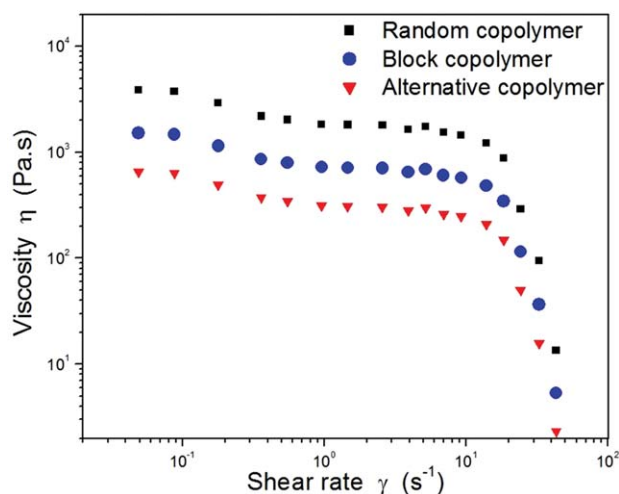 10⁴
10³
10²
10¹
Viscosity η (Pa.s)
Random copolymer
Block copolymer
Alternative copolymer
10⁻¹ 10⁰ 10¹ 10²
Shear rate γ (s⁻¹)